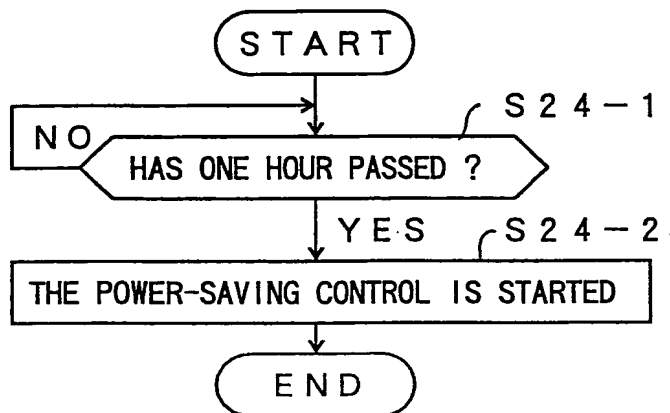 START
S24-1
NO
HAS ONE HOUR PASSED ?
YES
S24-2
THE POWER-SAVING CONTROL IS STARTED
END